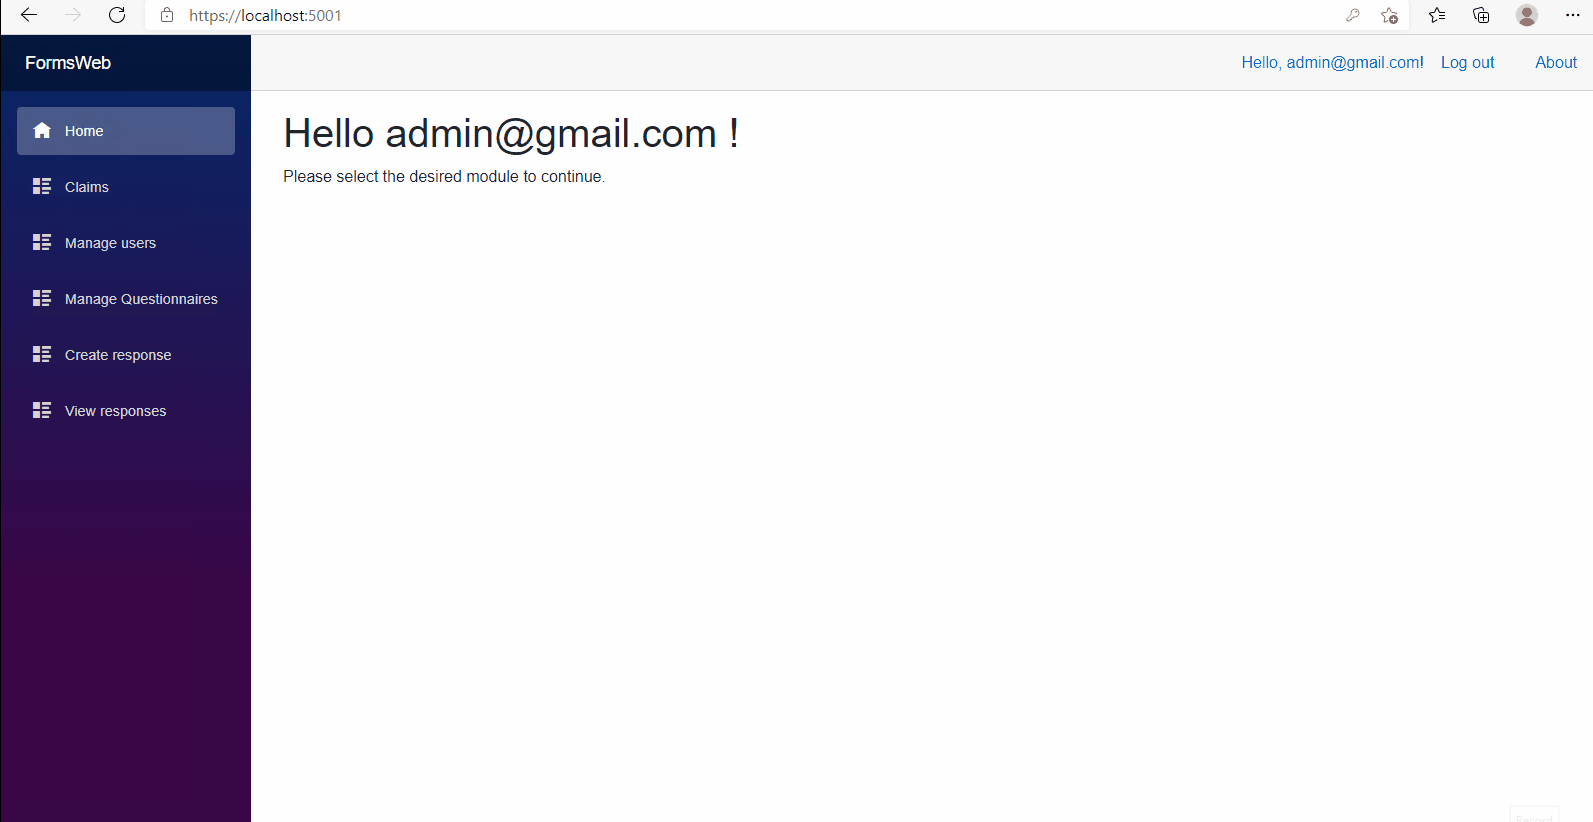 https://localhost:5001
FormsWeb
Hello, admin@gmail.com! Log out About
Home
Hello admin@gmail.com !
Please select the desired module to continue.
Claims
Manage users
Manage Questionnaires
Create response
View responses
Record